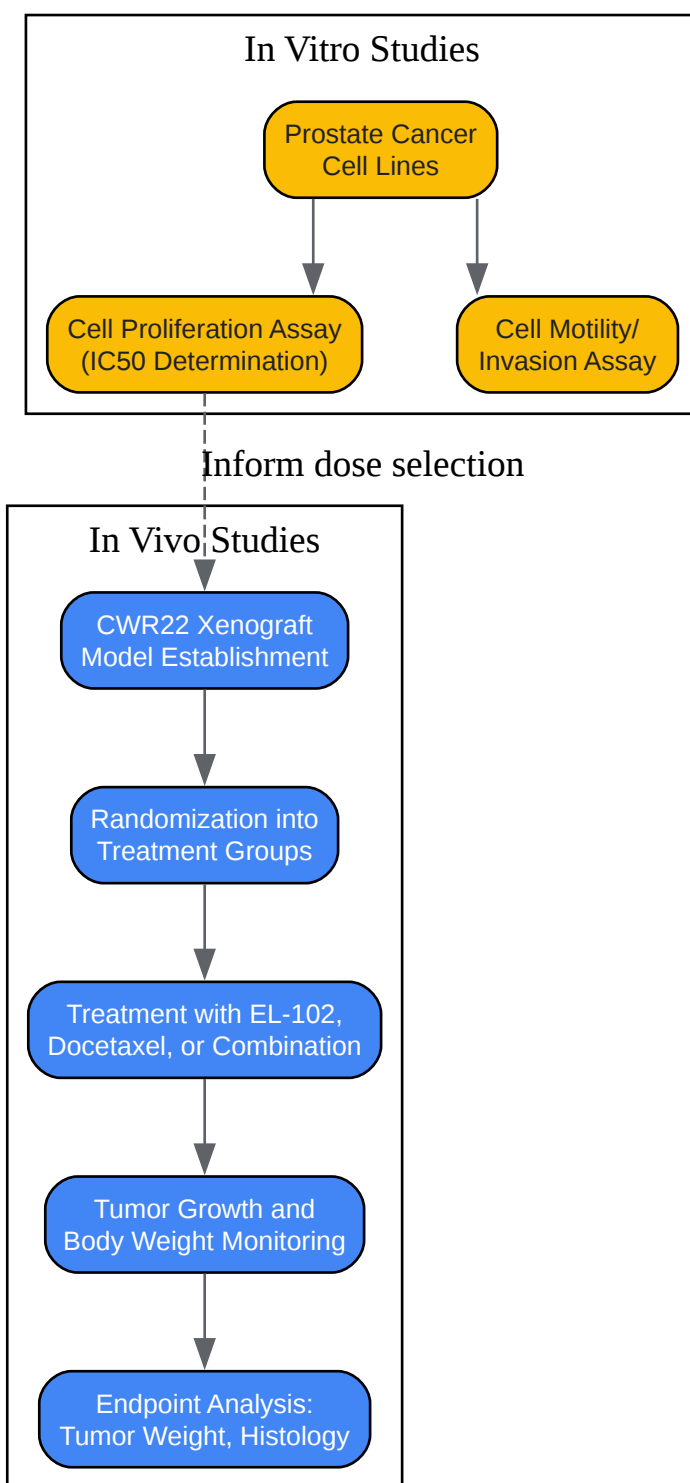 In Vitro Studies
Prostate Cancer
Cell Lines
Cell Proliferation Assay
(IC50 Determination)
Cell Motility/
Invasion Assay
Inform dose selection
In Vivo Studies
CWR22 Xenograft
Model Establishment
Randomization into
Treatment Groups
Treatment with EL-102,
Docetaxel, or Combination
Tumor Growth and
Body Weight Monitoring
Endpoint Analysis:
Tumor Weight, Histology